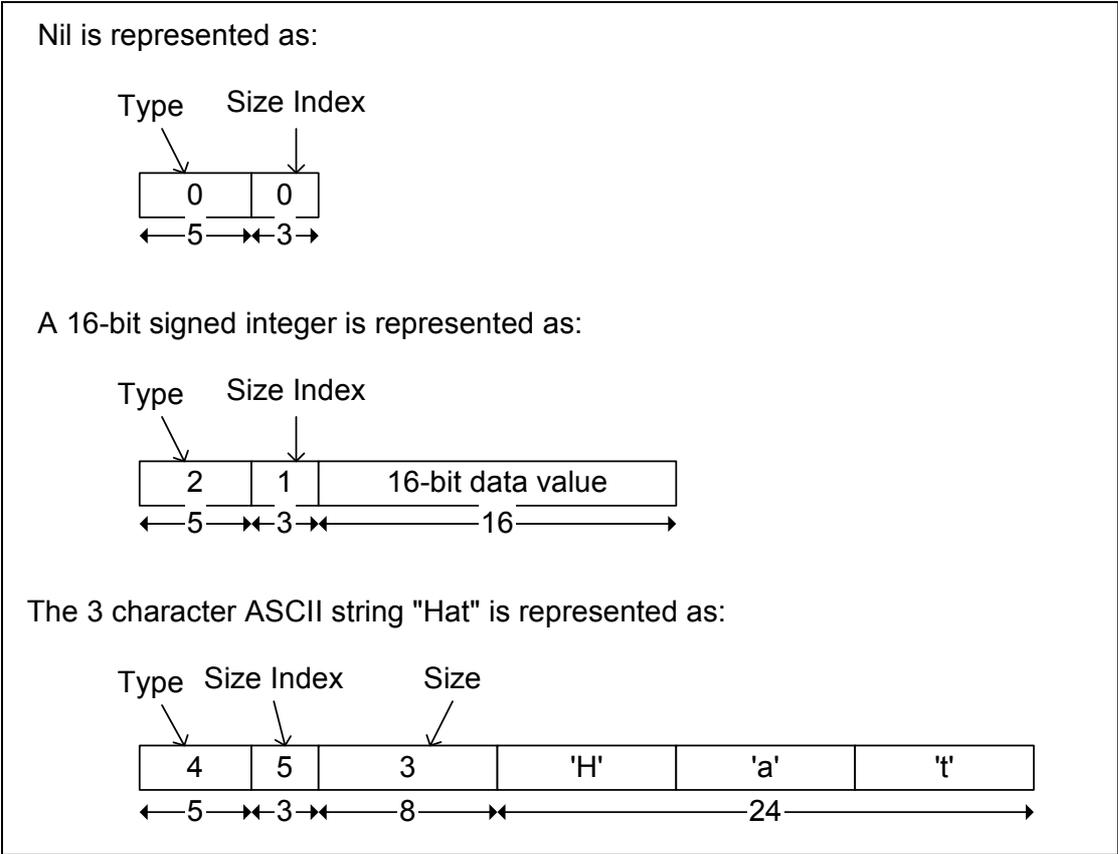 Nil is represented as:
Type Size Index
0 0
5 3
A 16-bit signed integer is represented as:
Type Size Index
2 1 16-bit data value
5 3 16
The 3 character ASCII string "Hat" is represented as:
Type Size Index Size
4 5 3 'H' 'a' 't'
5 3 8 24